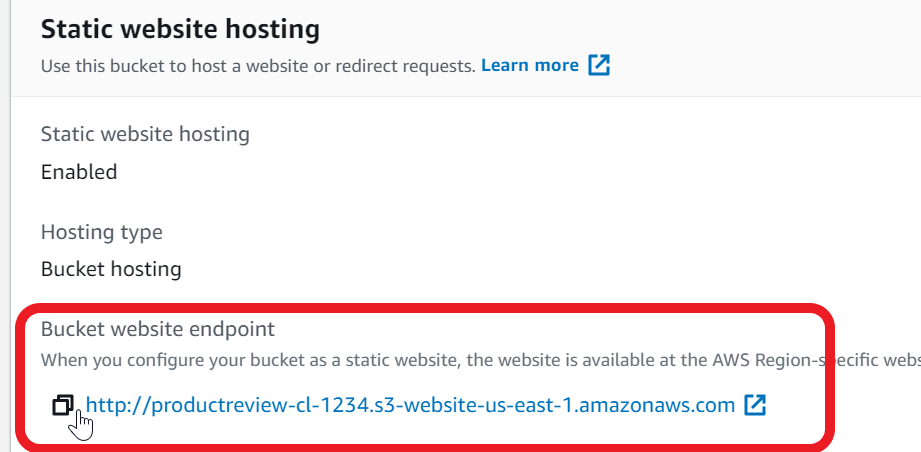 Static website hosting
Use this bucket to host a website or redirect requests. Learn more
Static website hosting
Enabled
Hosting type
Bucket hosting
Bucket website endpoint
When you configure your bucket as a static website, the website is available at the AWS Region-specific
http://productreview-cl-1234.s3-website-us-east-1.amazonaws.com